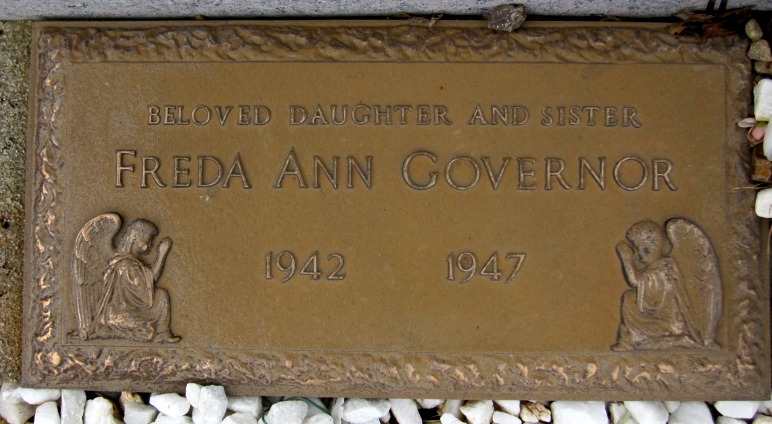 BELOVED DAUGHTER AND SISTER
FREDA ANN GOVERNOR
1942 1947